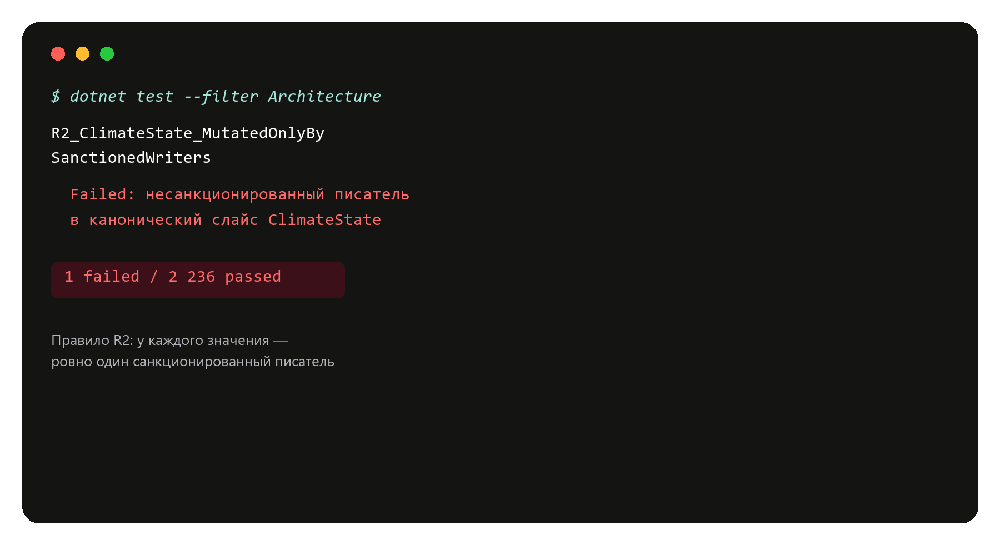 $ dotnet test --filter Architecture
R2_ClimateState_MutatedOnlyBy
SanctionedWriters
Failed: несанкционированный писатель
в канонический слайс ClimateState
1 failed / 2 236 passed
Правило R2: у каждого значения —
ровно один санкционированный писатель